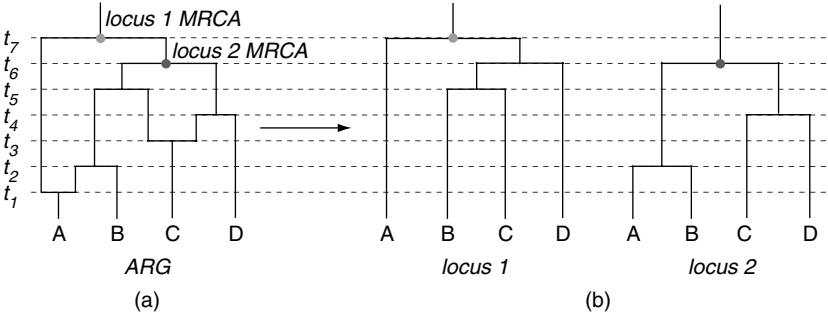 locus 1 MRCA
locus 2 MRCA
t7
t6
t5
t4
t3
t2
t1
A B C D
A B C D
A B C D
ARG
locus 1
locus 2
(a)
(b)